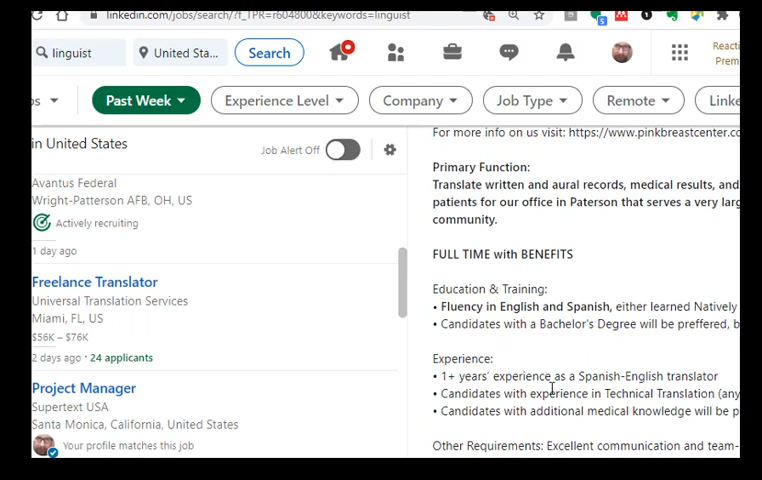 linkedin.com/jobs/search/?f_TPR=r604800&keywords=linguist
linguist
United Sta...
Search
Reacti
Prem
bs
Past Week
Experience Level
Company
Job Type
Remote
Linke
in United States
Job Alert Off
Avantus Federal
Wright-Patterson AFB, OH, US
Actively recruiting
1 day ago
Freelance Translator
Universal Translation Services
Miami, FL, US
$56K – $76K
2 days ago · 24 applicants
Project Manager
Supertext USA
Santa Monica, California, United States
Your profile matches this job
For more info on us visit: https://www.pinkbreastcenter.co
Primary Function:
Translate written and aural records, medical results, and
patients for our office in Paterson that serves a very larg
community.
FULL TIME with BENEFITS
Education & Training:
• Fluency in English and Spanish, either learned Natively
• Candidates with a Bachelor's Degree will be preffered, b
Experience:
• 1+ years' experience as a Spanish-English translator
• Candidates with experience in Technical Translation (any
• Candidates with additional medical knowledge will be p
Other Requirements: Excellent communication and team-